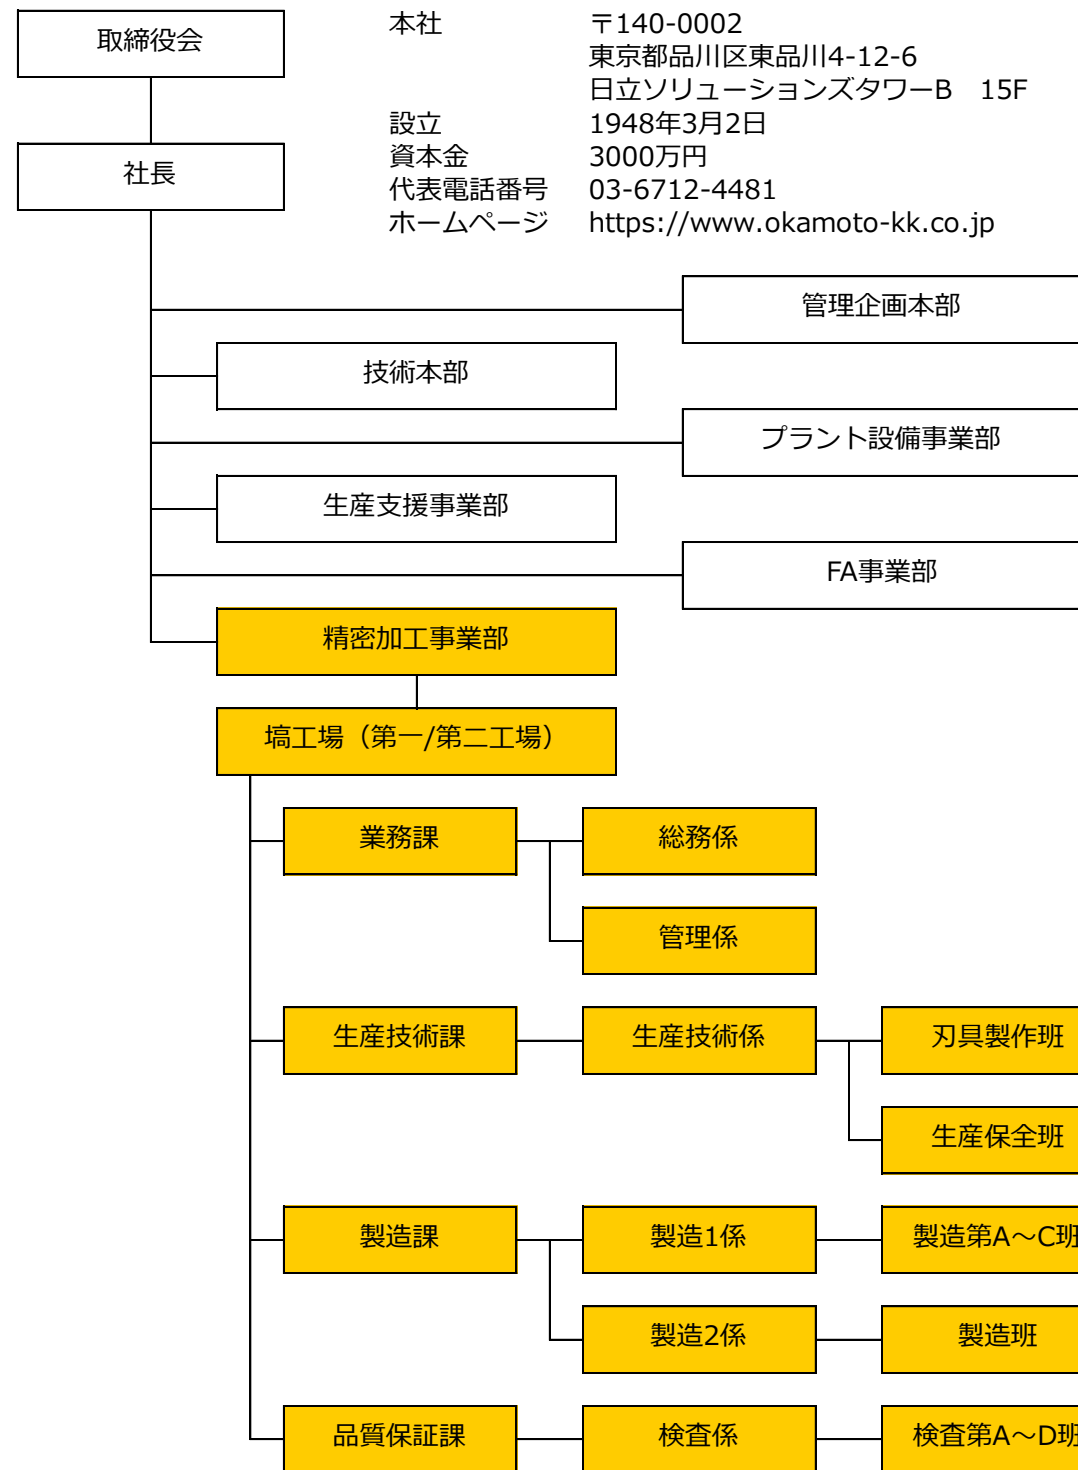 取締役会
本社 〒140-0002
東京都品川区東品川4-12-6
日立ソリューションズタワーB 15F
設立 1948年3月2日
社長
資本金 3000万円
代表電話番号 03-6712-4481
ホームページ https://www.okamoto-kk.co.jp
管理企画本部
技術本部
プラント設備事業部
生産支援事業部
FA事業部
精密加工事業部
塙工場（第一/第二工場）
業務課 総務係
管理係
生産技術課 生産技術係 刃具製作班
生産保全班
製造課 製造1係 製造第A～C班
製造2係 製造班
品質保証課 検査係 検査第A～D班